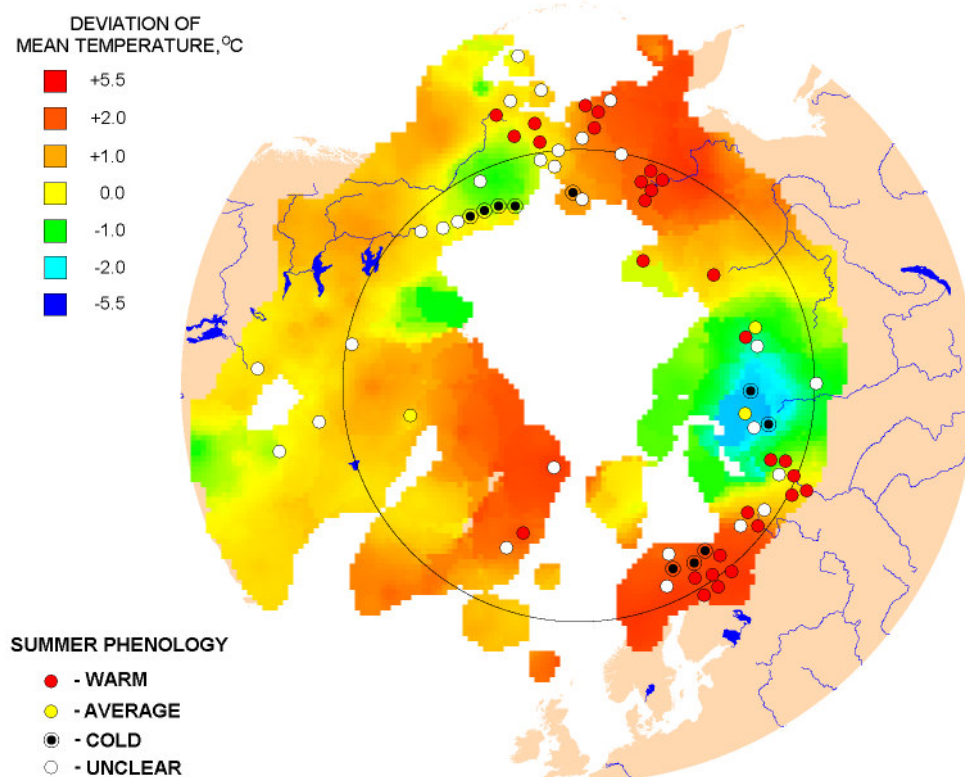 DEVIATION OF
MEAN TEMPERATURE, °C
+5.5
+2.0
+1.0
0.0
-1.0
-2.0
-5.5
SUMMER PHENOLOGY
- WARM
- AVERAGE
- COLD
- UNCLEAR